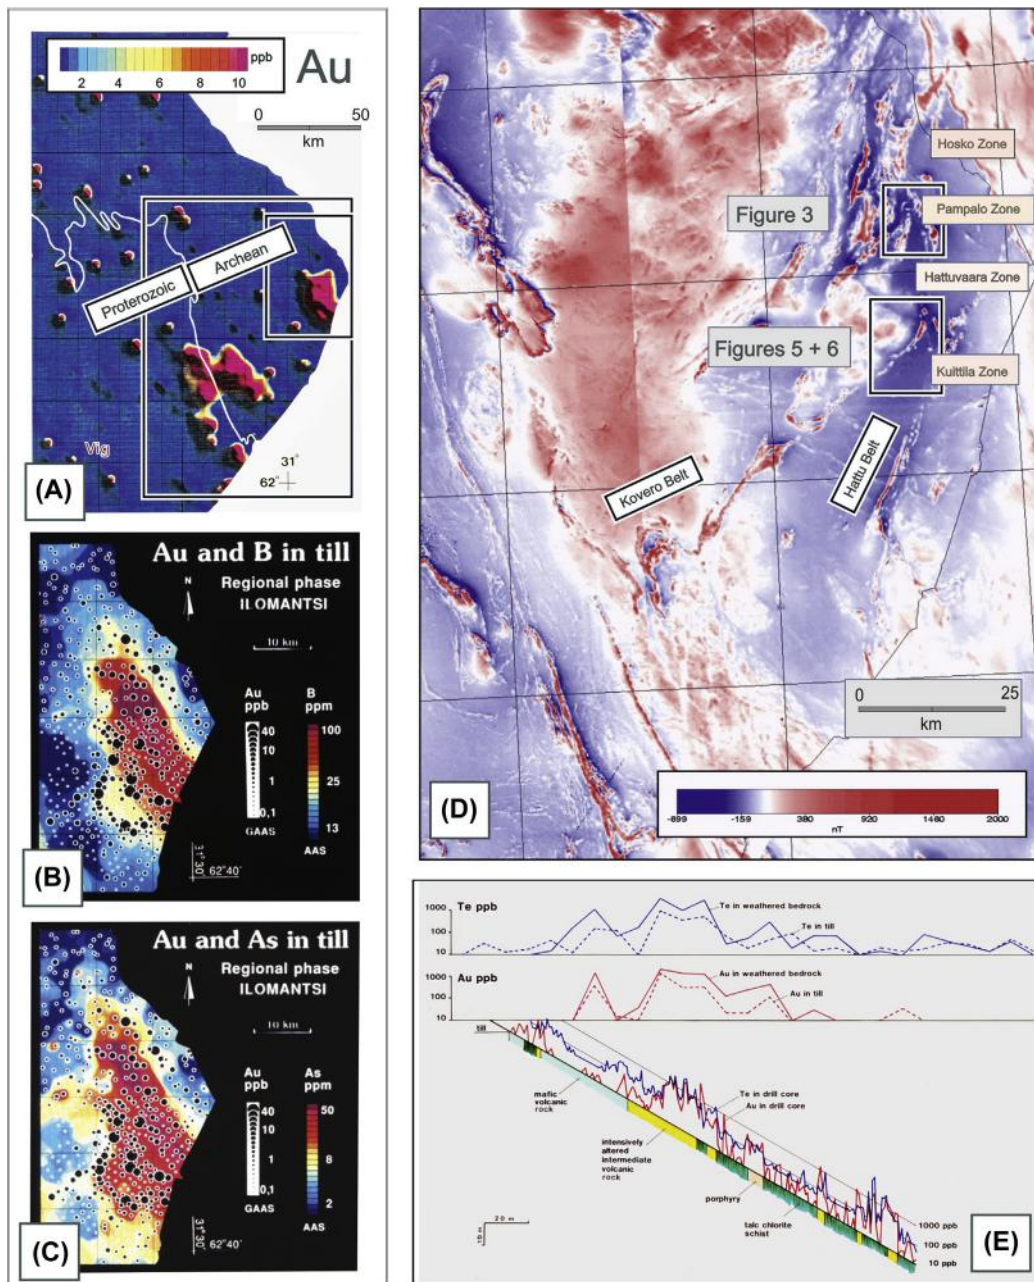 ppb
2 4 6 8 10
Au
0 50
km
Archean
Proterozoic
Vig
31°
62°
(A)
Au and B in till
N
Regional phase
ILOMANTSI
10 km
Au
ppb
B
ppm
40
10
1
0,1
GAAS
100
25
13
AAS
31°30'
62°40'
(B)
Au and As in till
N
Regional phase
ILOMANTSI
10 km
Au
ppb
As
ppm
40
10
1
0,1
GAAS
50
8
2
AAS
31°30'
62°40'
(C)
Hosko Zone
Pampalo Zone
Figure 3
Hattuvaara Zone
Figures 5 + 6
Kuittila Zone
Hattu Belt
Kovero Belt
0 25
km
-899 -159 380 920 1460 2000
nT
(D)
Te ppb
1000
100
10
Te in weathered bedrock
Te in till
Au ppb
1000
100
10
Au in weathered bedrock
Au in till
till
mafic
volcanic
rock
Te in drill core
Au in drill core
intensively
altered
intermediate
volcanic
rock
porphyry
talc chlorite
schist
20 m
10 m
1000 ppb
100 ppb
10 ppb
(E)